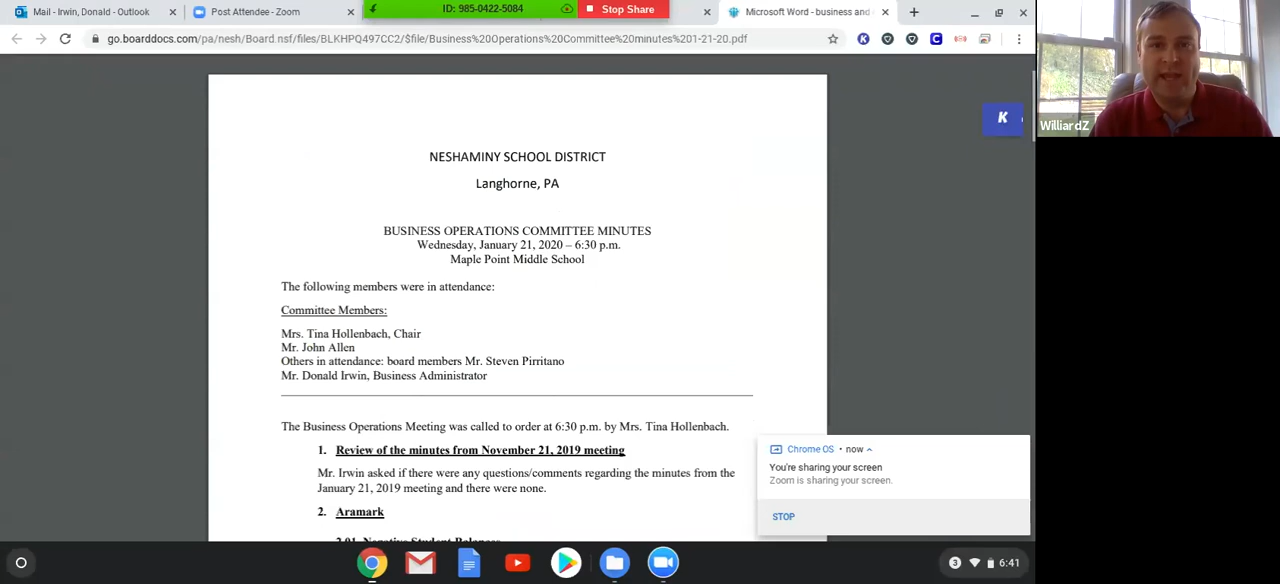 Mail - Irwin, Donald - Outlook
Post Attendee - Zoom
ID: 985-0422-5084
Stop Share
Microsoft Word - business and
go.boarddocs.com/pa/nesh/Board.nsf/files/BLKHPQ497CC2/$file/Business%20Operations%20Committee%20minutes%201-21-20.pdf
NESHAMINY SCHOOL DISTRICT
Langhorne, PA
K
WilliardZ
BUSINESS OPERATIONS COMMITTEE MINUTES
Wednesday, January 21, 2020 – 6:30 p.m.
Maple Point Middle School
The following members were in attendance:
Committee Members:
Mrs. Tina Hollenbach, Chair
Mr. John Allen
Others in attendance: board members Mr. Steven Pirritano
Mr. Donald Irwin, Business Administrator
The Business Operations Meeting was called to order at 6:30 p.m. by Mrs. Tina Hollenbach.
1. Review of the minutes from November 21, 2019 meeting
Mr. Irwin asked if there were any questions/comments regarding the minutes from the
January 21, 2019 meeting and there were none.
2. Aramark
2.01 Negative Student Balances
Chrome OS • now
You're sharing your screen
Zoom is sharing your screen.
STOP
3
6:41